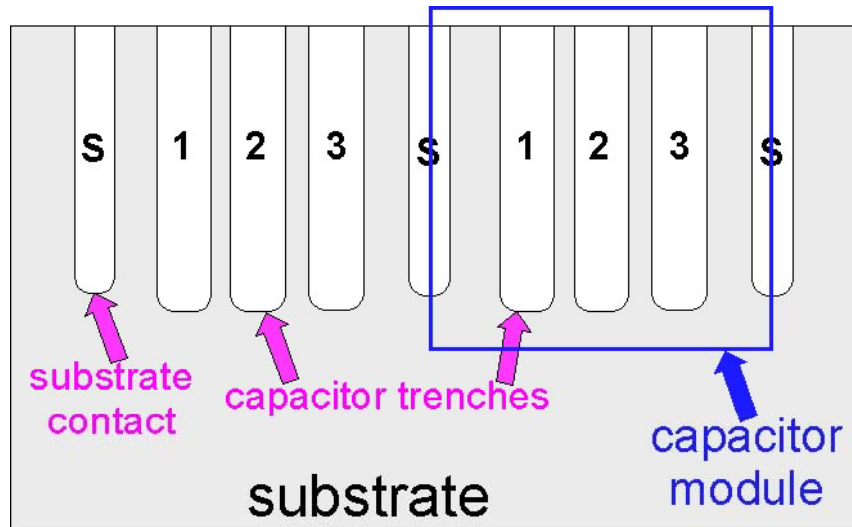 S 1 2 3 S 1 2 3 S
substrate
contact
capacitor trenches
capacitor
module
substrate